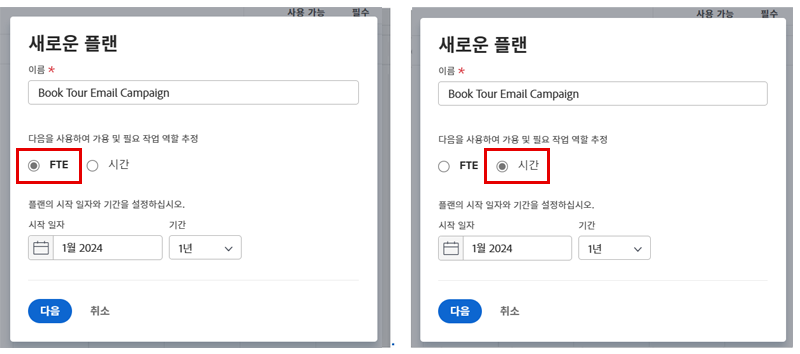 사용 가능 필수
새로운 플랜
이름 *
Book Tour Email Campaign
다음을 사용하여 가용 및 필요 작업 역할 추정
FTE 시간
플랜의 시작 일자와 기간을 설정하십시오.
시작 일자 기간
1월 2024 1년
다음 취소
사용 가능 필수
새로운 플랜
이름 *
Book Tour Email Campaign
다음을 사용하여 가용 및 필요 작업 역할 추정
FTE 시간
플랜의 시작 일자와 기간을 설정하십시오.
시작 일자 기간
1월 2024 1년
다음 취소